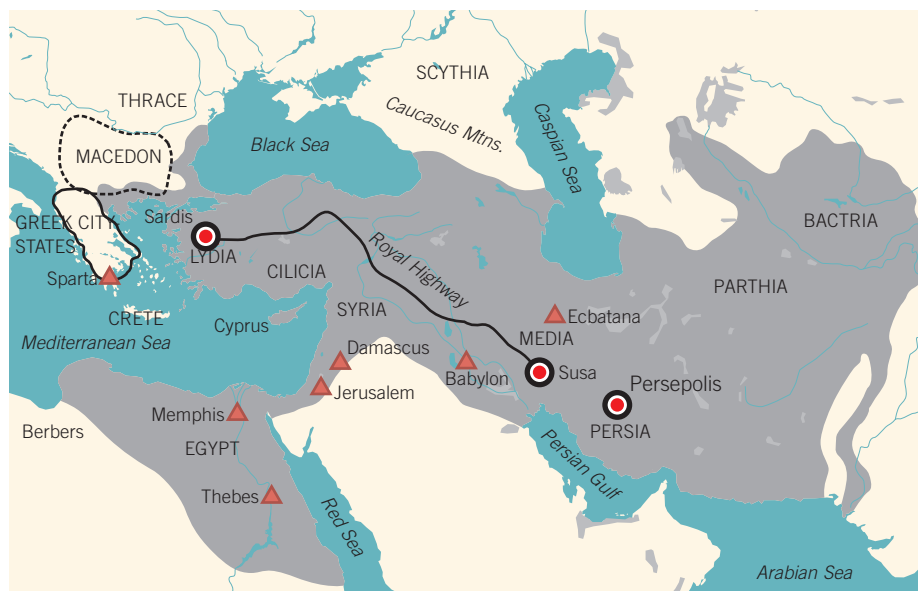 SCYTHIA
THRACE
Caucasus Mtns.
Caspian Sea
Black Sea
MACEDON
Sardis
GREEK CITY
STATES
LYDIA
BACTRIA
Royal Highway
CILICIA
Sparta
PARTHIA
SYRIA
CRETE
Cyprus
Ecbatana
MEDIA
Mediterranean Sea
Damascus
Babylon
Susa
Jerusalem
Persepolis
Memphis
Berbers
PERSIA
EGYPT
Persian Gulf
Thebes
Red Sea
Arabian Sea